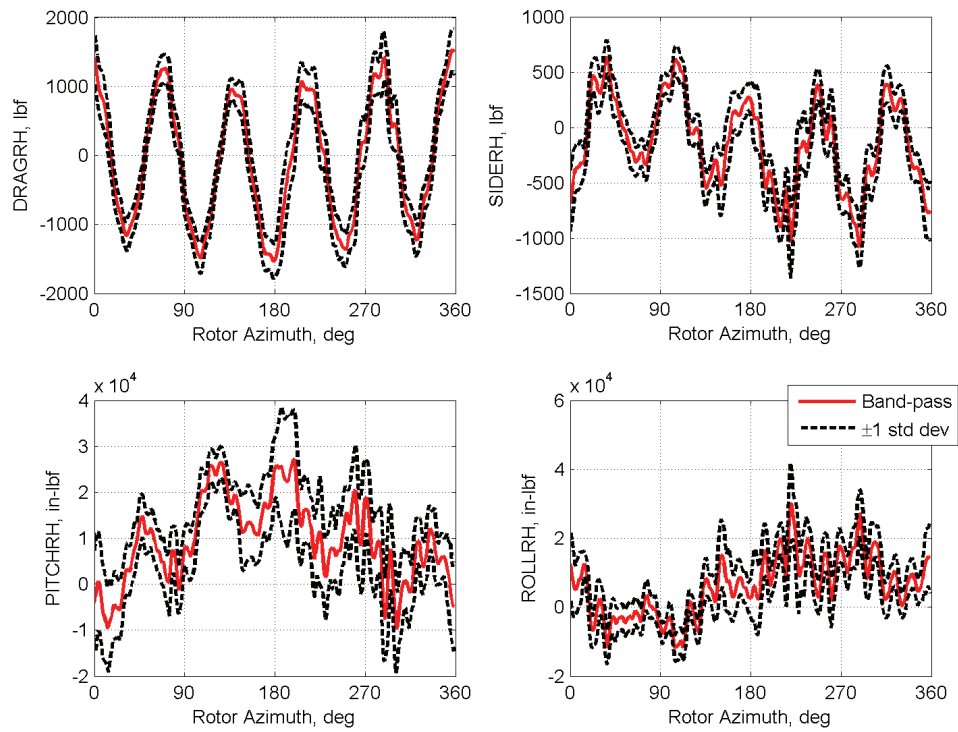 2000
1000
0
-1000
-2000
DRAGRH, lbf
0 90 180 270 360
Rotor Azimuth, deg
1000
500
0
-500
-1000
-1500
SIDERH, lbf
0 90 180 270 360
Rotor Azimuth, deg
x 10^4
4
3
2
1
0
-1
-2
PITCHRH, in-lbf
0 90 180 270 360
Rotor Azimuth, deg
x 10^4
6
4
2
0
-2
ROLLRH, in-lbf
0 90 180 270 360
Rotor Azimuth, deg
Band-pass
±1 std dev